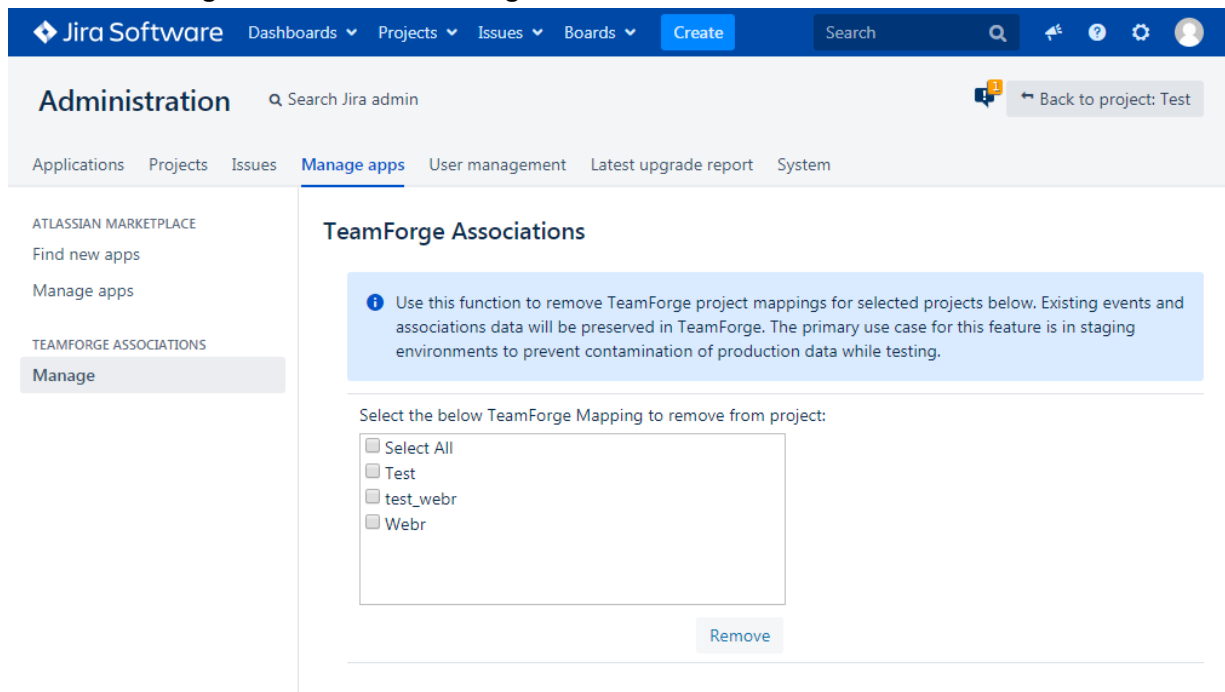 Jira Software Dashboards Projects Issues Boards Create Search
Administration Search Jira admin 1 Back to project: Test
Applications Projects Issues Manage apps User management Latest upgrade report System
ATLASSIAN MARKETPLACE
Find new apps
Manage apps
TEAMFORGE ASSOCIATIONS
Manage
TeamForge Associations
Use this function to remove TeamForge project mappings for selected projects below. Existing events and
associations data will be preserved in TeamForge. The primary use case for this feature is in staging
environments to prevent contamination of production data while testing.
Select the below TeamForge Mapping to remove from project:
Select All
Test
test_webr
Webr
Remove